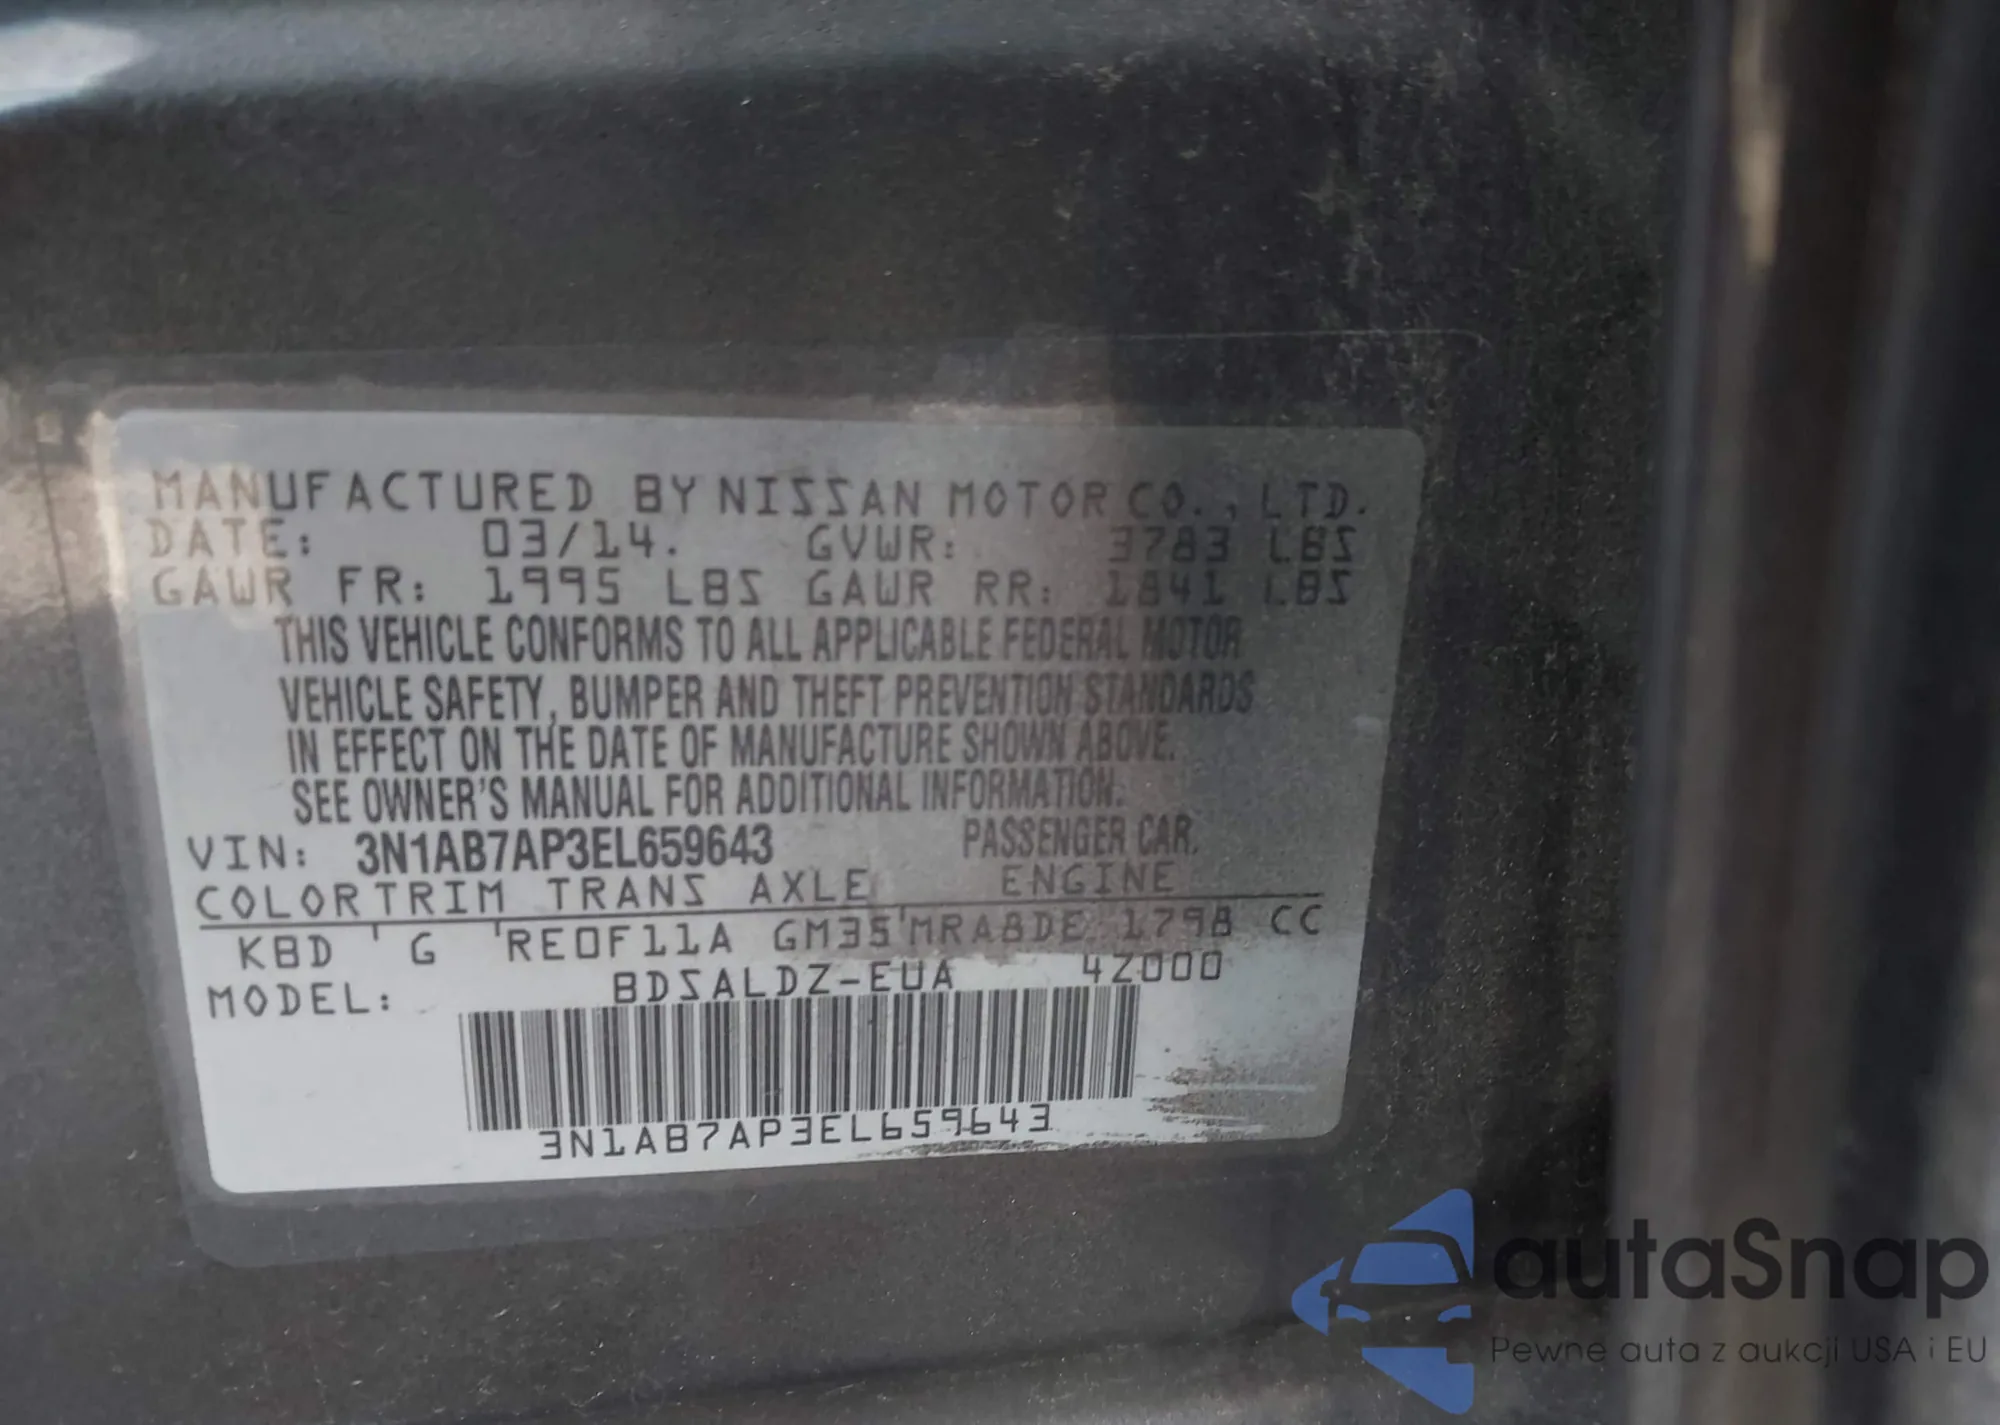 MANUFACTURED BY NISSAN MOTOR CO., LTD.
DATE: 03/14. GVWR: 3783 LBS
GAWR FR: 1995 LBS GAWR RR: 1841 LBS
THIS VEHICLE CONFORMS TO ALL APPLICABLE FEDERAL MOTOR
VEHICLE SAFETY, BUMPER AND THEFT PREVENTION STANDARDS
IN EFFECT ON THE DATE OF MANUFACTURE SHOWN ABOVE.
SEE OWNER'S MANUAL FOR ADDITIONAL INFORMATION.
VIN: 3N1AB7AP3EL659643 PASSENGER CAR.
COLOR TRIM TRANS AXLE ENGINE
KBD ' G ' RE0F11A GM35 ' MRA8DE 1798 CC
MODEL: BDSALDZ-EUA 4Z000
3N1AB7AP3EL659643
autaSnap
Pewne auta z aukcji USA i EU